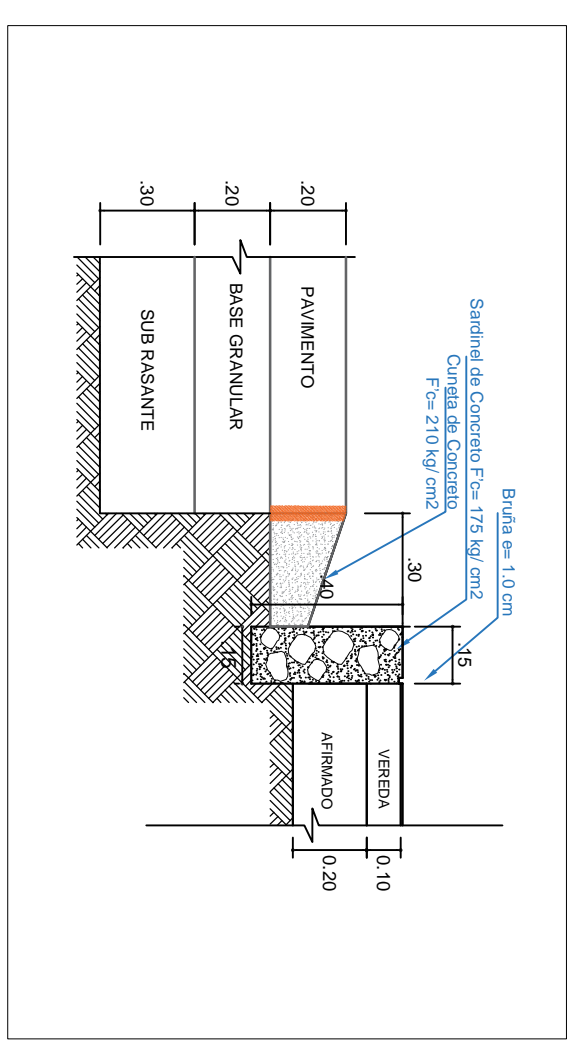 Bruña e= 1.0 cm
Sardinel de Concreto F'c= 175 kg/ cm2
Cuneta de Concreto
F'c= 210 kg/ cm2
.30
.15
.40
.15
.20
.20
.30
PAVIMENTO
BASE GRANULAR
SUB RASANTE
VEREDA
AFIRMADO
0.10
0.20